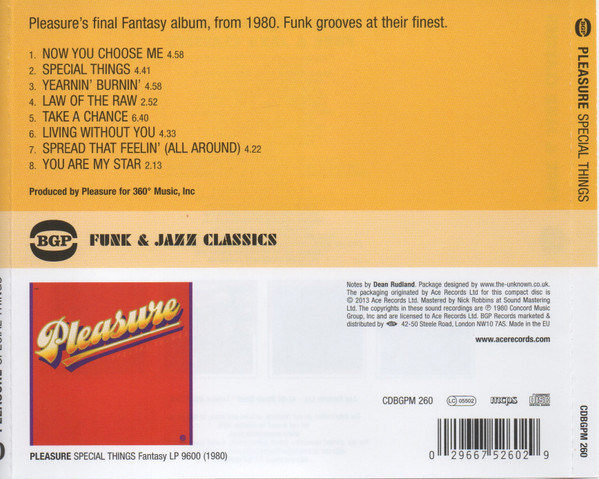 Pleasure's final Fantasy album, from 1980. Funk grooves at their finest.
1. NOW YOU CHOOSE ME 4.58
2. SPECIAL THINGS 4.41
3. YEARNIN' BURNIN' 4.58
4. LAW OF THE RAW 2.52
5. TAKE A CHANCE 6.40
6. LIVING WITHOUT YOU 4.33
7. SPREAD THAT FEELIN' (ALL AROUND) 4.22
8. YOU ARE MY STAR 2.13
Produced by Pleasure for 360° Music, Inc
BGP FUNK & JAZZ CLASSICS
Pleasure
PLEASURE SPECIAL THINGS Fantasy LP 9600 (1980)
Notes by Dean Rudland. Package designed by www.the-unknown.co.uk.
The packaging originated by Ace Records Ltd for this compact disc is
© 2013 Ace Records Ltd. Mastered by Nick Robbins at Sound Mastering
Ltd. The copyrights in these sound recordings are ℗ 1980 Concord Music
Group, Inc and are licensed to Ace Records Ltd. BGP Records marketed &
distributed by 42-50 Steele Road, London NW10 7AS. Made in the EU
www.acerecords.com
CDBGPM 260
LC 05502
mcps
0 29667 52602 9
BGP
PLEASURE SPECIAL THINGS
CDBGPM 260
PLEASURE SPECIAL THINGS